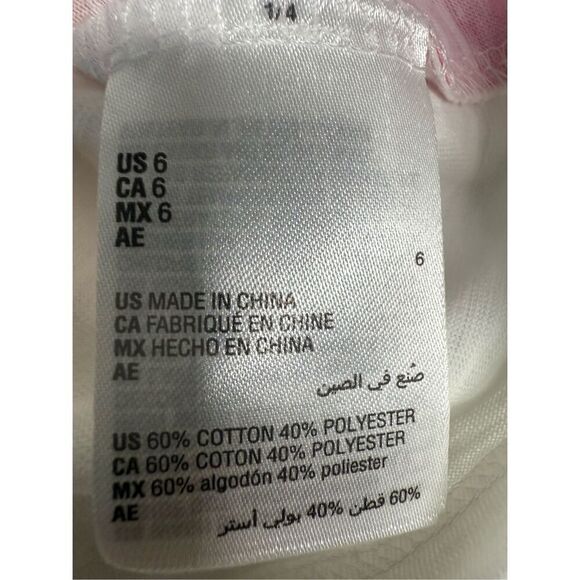 1/4
US 6
CA 6
MX 6
AE
6
US MADE IN CHINA
CA FABRIQUÉ EN CHINE
MX HECHO EN CHINA
AE
صُنع في الصين
US 60% COTTON 40% POLYESTER
CA 60% COTON 40% POLYESTER
MX 60% algodón 40% poliester
AE
60% قطن 40% بولي أستر